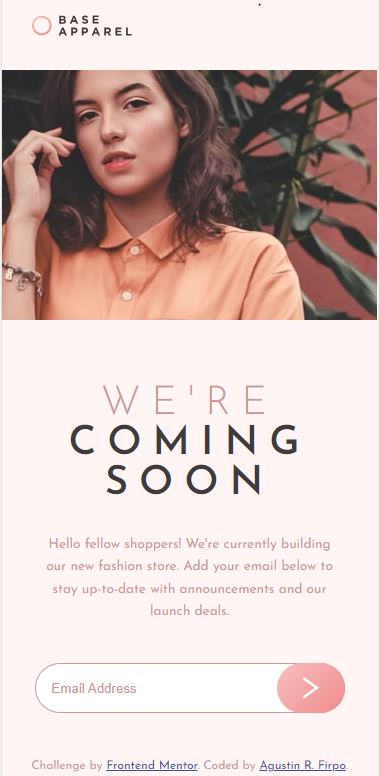 BASE
APPAREL
WE'RE
COMING
SOON
Hello fellow shoppers! We're currently building
our new fashion store. Add your email below to
stay up-to-date with announcements and our
launch deals.
Email Address
Challenge by Frontend Mentor. Coded by Agustin R. Firpo.